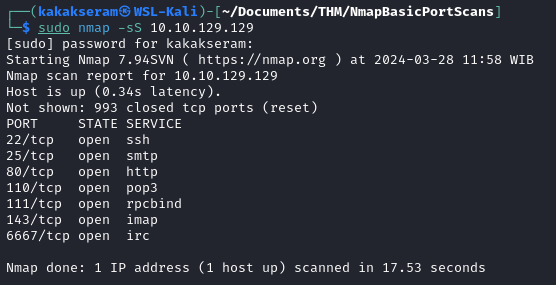 ┌──(kakakseram㉿WSL-Kali)-[~/Documents/THM/NmapBasicPortScans]
└─$ sudo nmap -sS 10.10.129.129
[sudo] password for kakakseram:
Starting Nmap 7.94SVN ( https://nmap.org ) at 2024-03-28 11:58 WIB
Nmap scan report for 10.10.129.129
Host is up (0.34s latency).
Not shown: 993 closed tcp ports (reset)
PORT     STATE SERVICE
22/tcp   open  ssh
25/tcp   open  smtp
80/tcp   open  http
110/tcp  open  pop3
111/tcp  open  rpcbind
143/tcp  open  imap
6667/tcp open  irc
Nmap done: 1 IP address (1 host up) scanned in 17.53 seconds